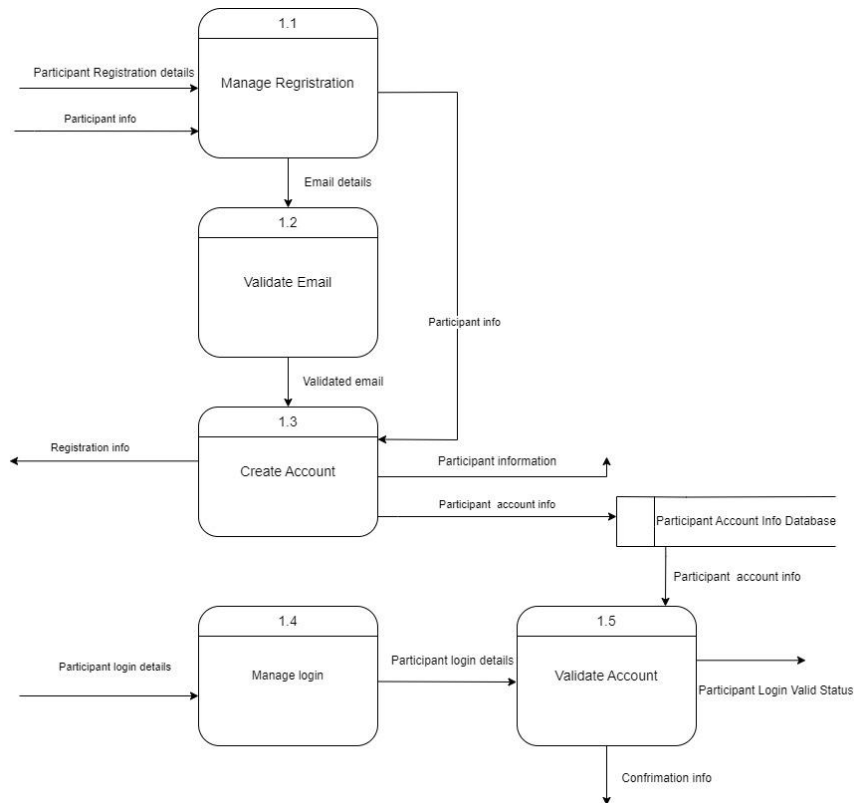 1.1
Participant Registration details
Manage Regristration
Participant info
Email details
1.2
Validate Email
Participant info
Validated email
1.3
Registration info
Create Account
Participant information
Participant account info
Participant Account Info Database
Participant account info
1.4
1.5
Participant login details
Manage login
Participant login details
Validate Account
Participant Login Valid Status
Confrimation info